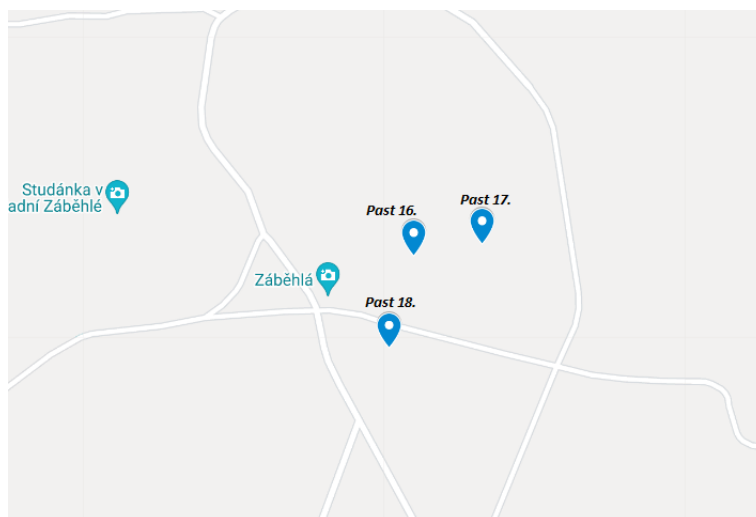 Studánka v
adní Záběhlé
Past 16.
Past 17.
Záběhlá
Past 18.